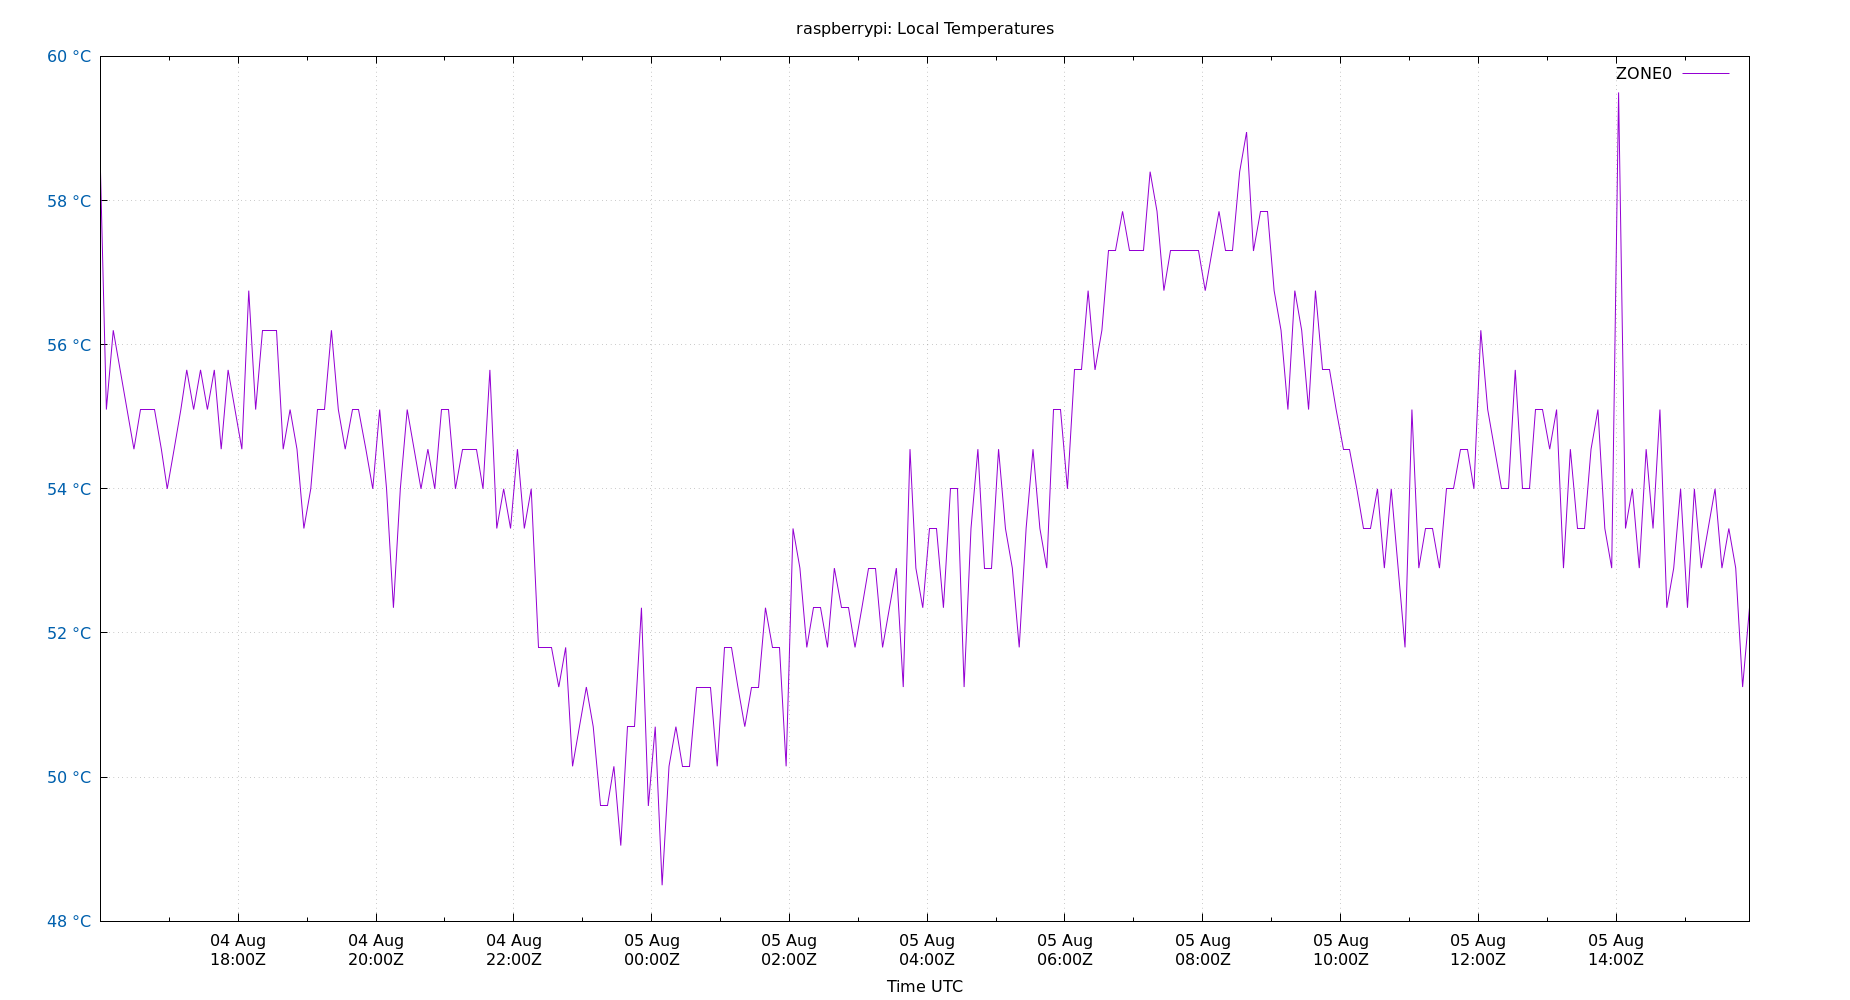 raspberrypi: Local Temperatures
60 °C
ZONE0
58 °C
56 °C
54 °C
52 °C
50 °C
48 °C
04 Aug 04 Aug 04 Aug 05 Aug 05 Aug 05 Aug 05 Aug 05 Aug 05 Aug 05 Aug 05 Aug
18:00Z 20:00Z 22:00Z 00:00Z 02:00Z 04:00Z 06:00Z 08:00Z 10:00Z 12:00Z 14:00Z
Time UTC